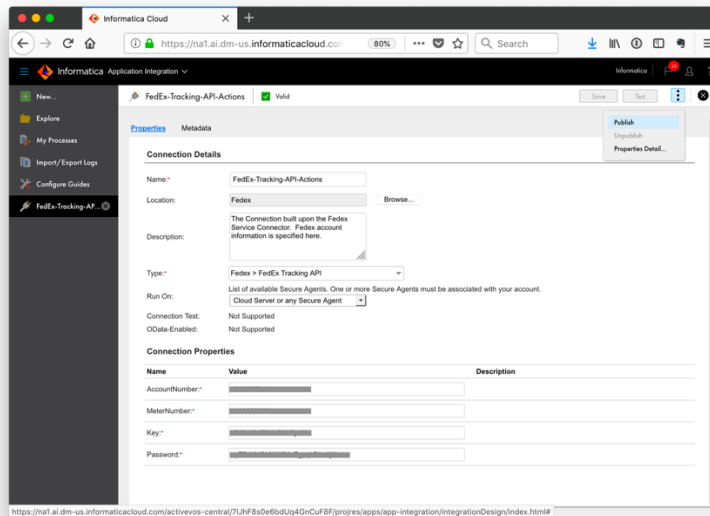 Informatica Cloud
https://na1.ai.dm-us.informaticacloud.com
80%
Search
Informatica Application Integration
Informatica
New...
FedEx-Tracking-API-Actions
Valid
Save
Test
Explore
Publish
My Processes
Properties
Metadata
Unpublish
Import/Export Logs
Connection Details
Properties Detail...
Configure Guides
Name:*
FedEx-Tracking-API-Actions
FedEx-Tracking-AP...
Location:
Fedex
Browse...
Description:
The Connection built upon the Fedex
Service Connector. Fedex account
information is specified here.
Type:*
Fedex > FedEx Tracking API
List of available Secure Agents. One or more Secure Agents must be associated with your account.
Run On:
Cloud Server or any Secure Agent
Connection Test:
Not Supported
OData-Enabled:
Not Supported
Connection Properties
Name
Value
Description
AccountNumber:*
MeterNumber:*
Key:*
Password:*
https://na1.ai.dm-us.informaticacloud.com/activevos-central/7IJhF8s0e6bdUq4GnCuF8F/projres/apps/app-integration/integrationDesign/index.html#